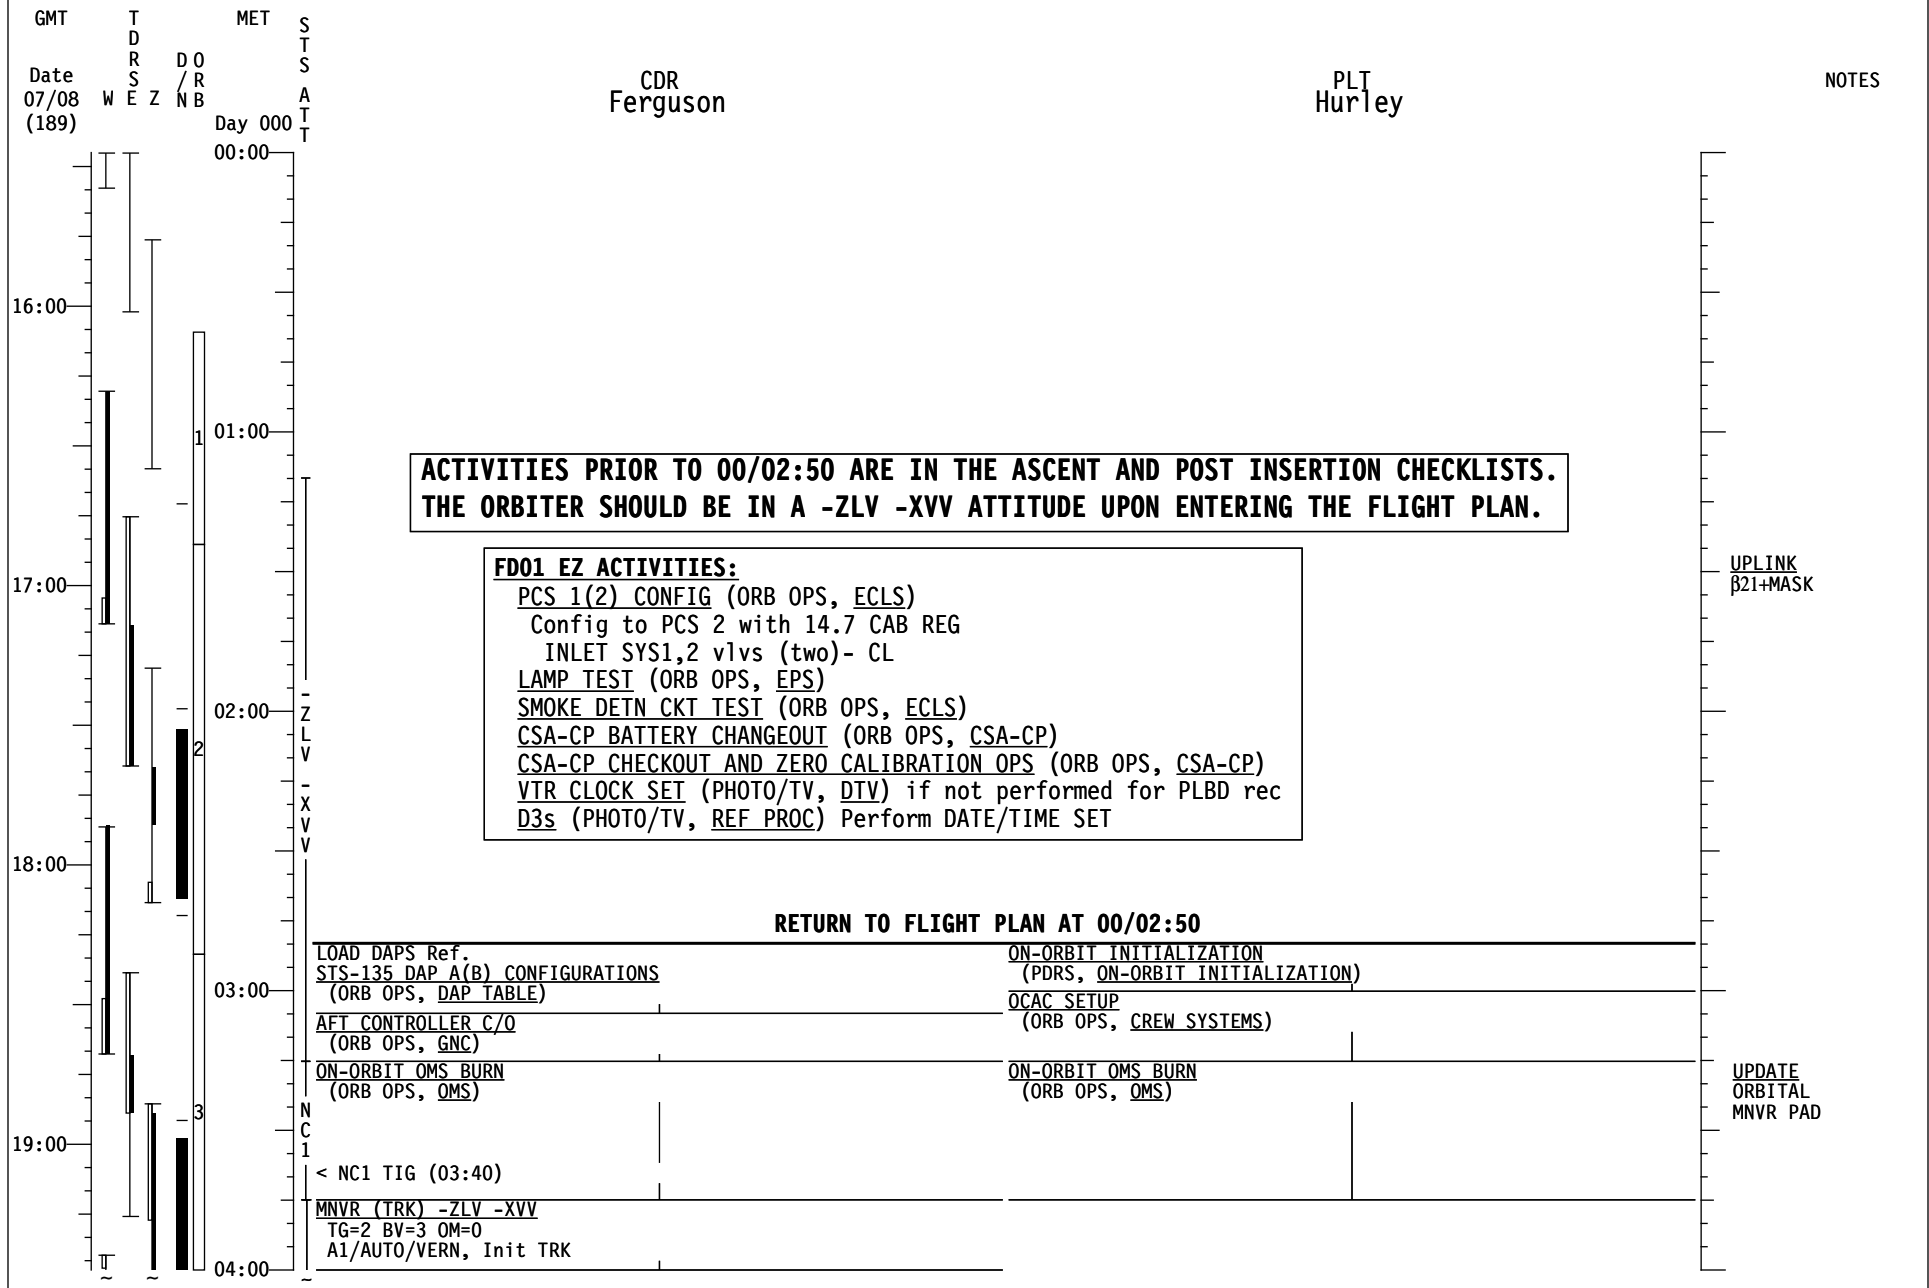 GMT
TDRS
MET
STS ATT
D/N
ORB
Date
07/08
(189)
W E Z
Day 000
CDR
Ferguson
PLT
Hurley
NOTES
00:00
16:00
1
01:00
ACTIVITIES PRIOR TO 00/02:50 ARE IN THE ASCENT AND POST INSERTION CHECKLISTS.
THE ORBITER SHOULD BE IN A -ZLV -XVV ATTITUDE UPON ENTERING THE FLIGHT PLAN.
FD01 EZ ACTIVITIES:
17:00
UPLINK
β21+MASK
PCS 1(2) CONFIG (ORB OPS, ECLS)
Config to PCS 2 with 14.7 CAB REG
INLET SYS1,2 vlvs (two)- CL
LAMP TEST (ORB OPS, EPS)
SMOKE DETN CKT TEST (ORB OPS, ECLS)
CSA-CP BATTERY CHANGEOUT (ORB OPS, CSA-CP)
CSA-CP CHECKOUT AND ZERO CALIBRATION OPS (ORB OPS, CSA-CP)
VTR CLOCK SET (PHOTO/TV, DTV) if not performed for PLBD rec
D3s (PHOTO/TV, REF PROC) Perform DATE/TIME SET
02:00
2
-ZLV -XVV
18:00
RETURN TO FLIGHT PLAN AT 00/02:50
LOAD DAPS Ref.
STS-135 DAP A(B) CONFIGURATIONS
(ORB OPS, DAP TABLE)
03:00
ON-ORBIT INITIALIZATION
(PDRS, ON-ORBIT INITIALIZATION)
OCAC SETUP
(ORB OPS, CREW SYSTEMS)
AFT CONTROLLER C/O
(ORB OPS, GNC)
ON-ORBIT OMS BURN
(ORB OPS, OMS)
ON-ORBIT OMS BURN
(ORB OPS, OMS)
UPDATE
ORBITAL
MNVR PAD
3
NC1
19:00
< NC1 TIG (03:40)
MNVR (TRK) -ZLV -XVV
TG=2 BV=3 OM=0
A1/AUTO/VERN, Init TRK
04:00
~ ~ ~